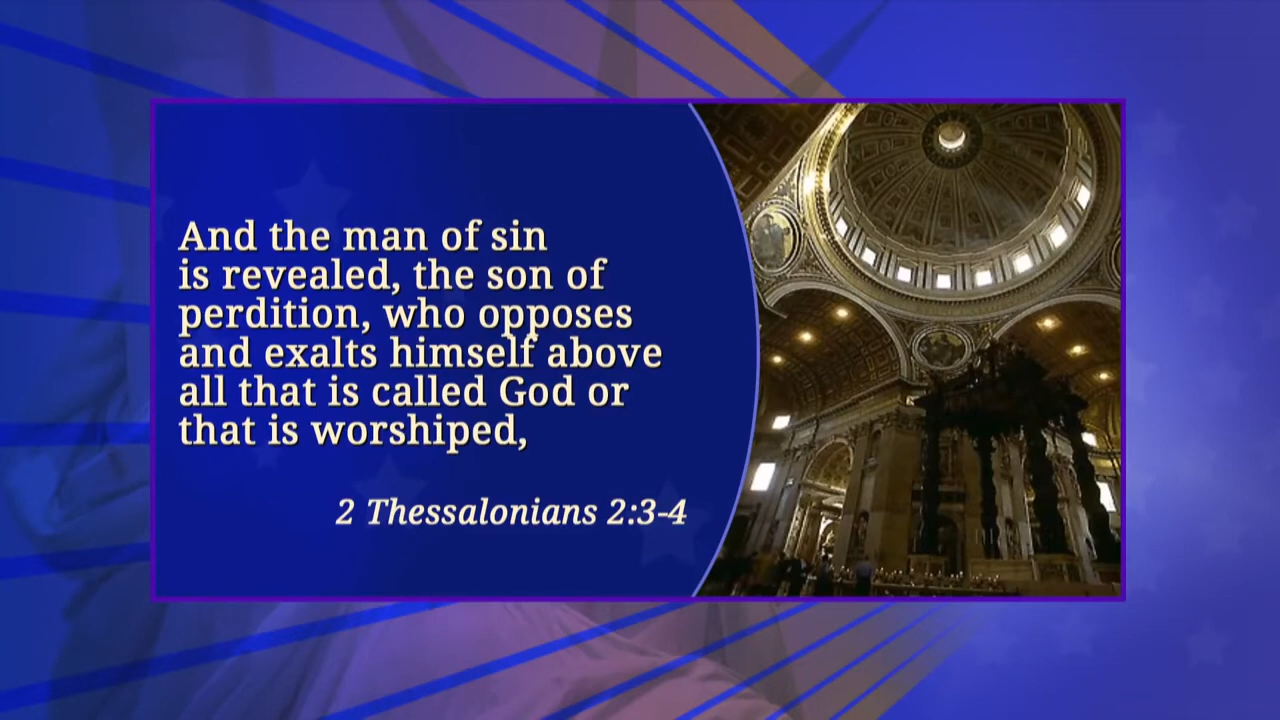 And the man of sin
is revealed, the son of
perdition, who opposes
and exalts himself above
all that is called God or
that is worshiped,
2 Thessalonians 2:3-4